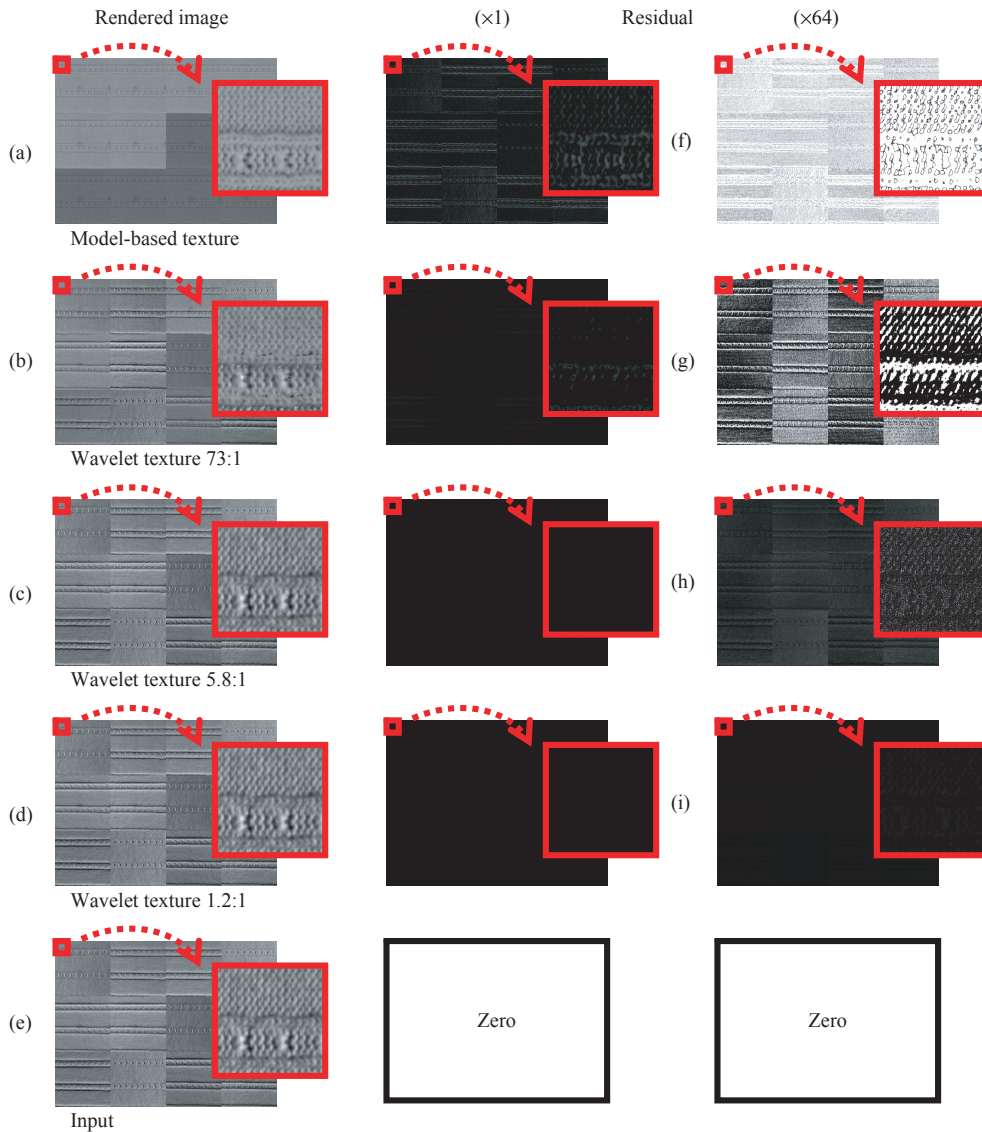 Rendered image (×1) Residual (×64)
(a) (f)
Model-based texture
(b) (g)
Wavelet texture 73:1
(c) (h)
Wavelet texture 5.8:1
(d) (i)
Wavelet texture 1.2:1
(e) Zero Zero
Input